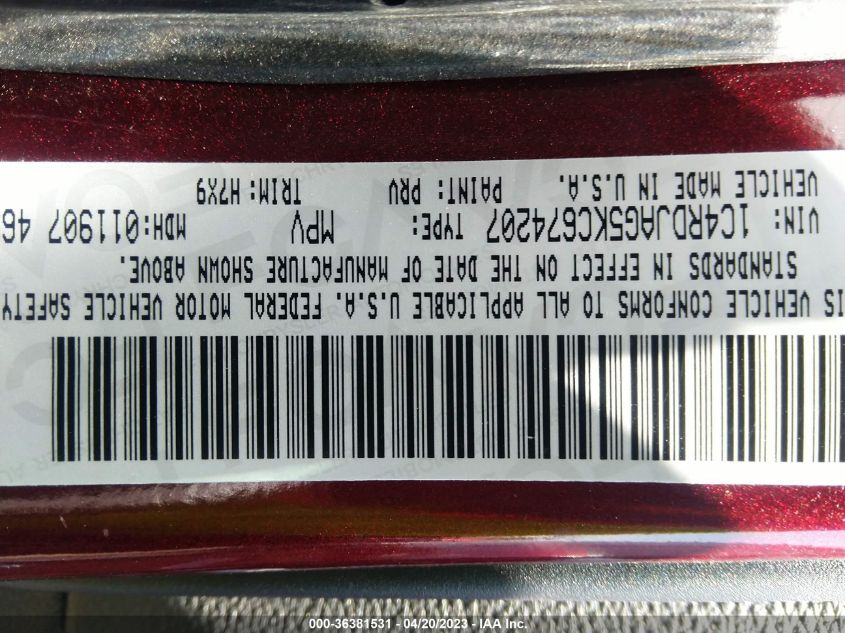 IS VEHICLE CONFORMS TO ALL APPLICABLE U.S.A. FEDERAL MOTOR VEHICLE SAFETY
STANDARDS IN EFFECT ON THE DATE OF MANUFACTURE SHOWN ABOVE.
VIN: 1C4RDJAG5KC674207 TYPE: MPV MDH:011907 46
VEHICLE MADE IN U.S.A. PAINT: PRV TRIM:H7X9
000-36381531 - 04/20/2023 - IAA Inc.